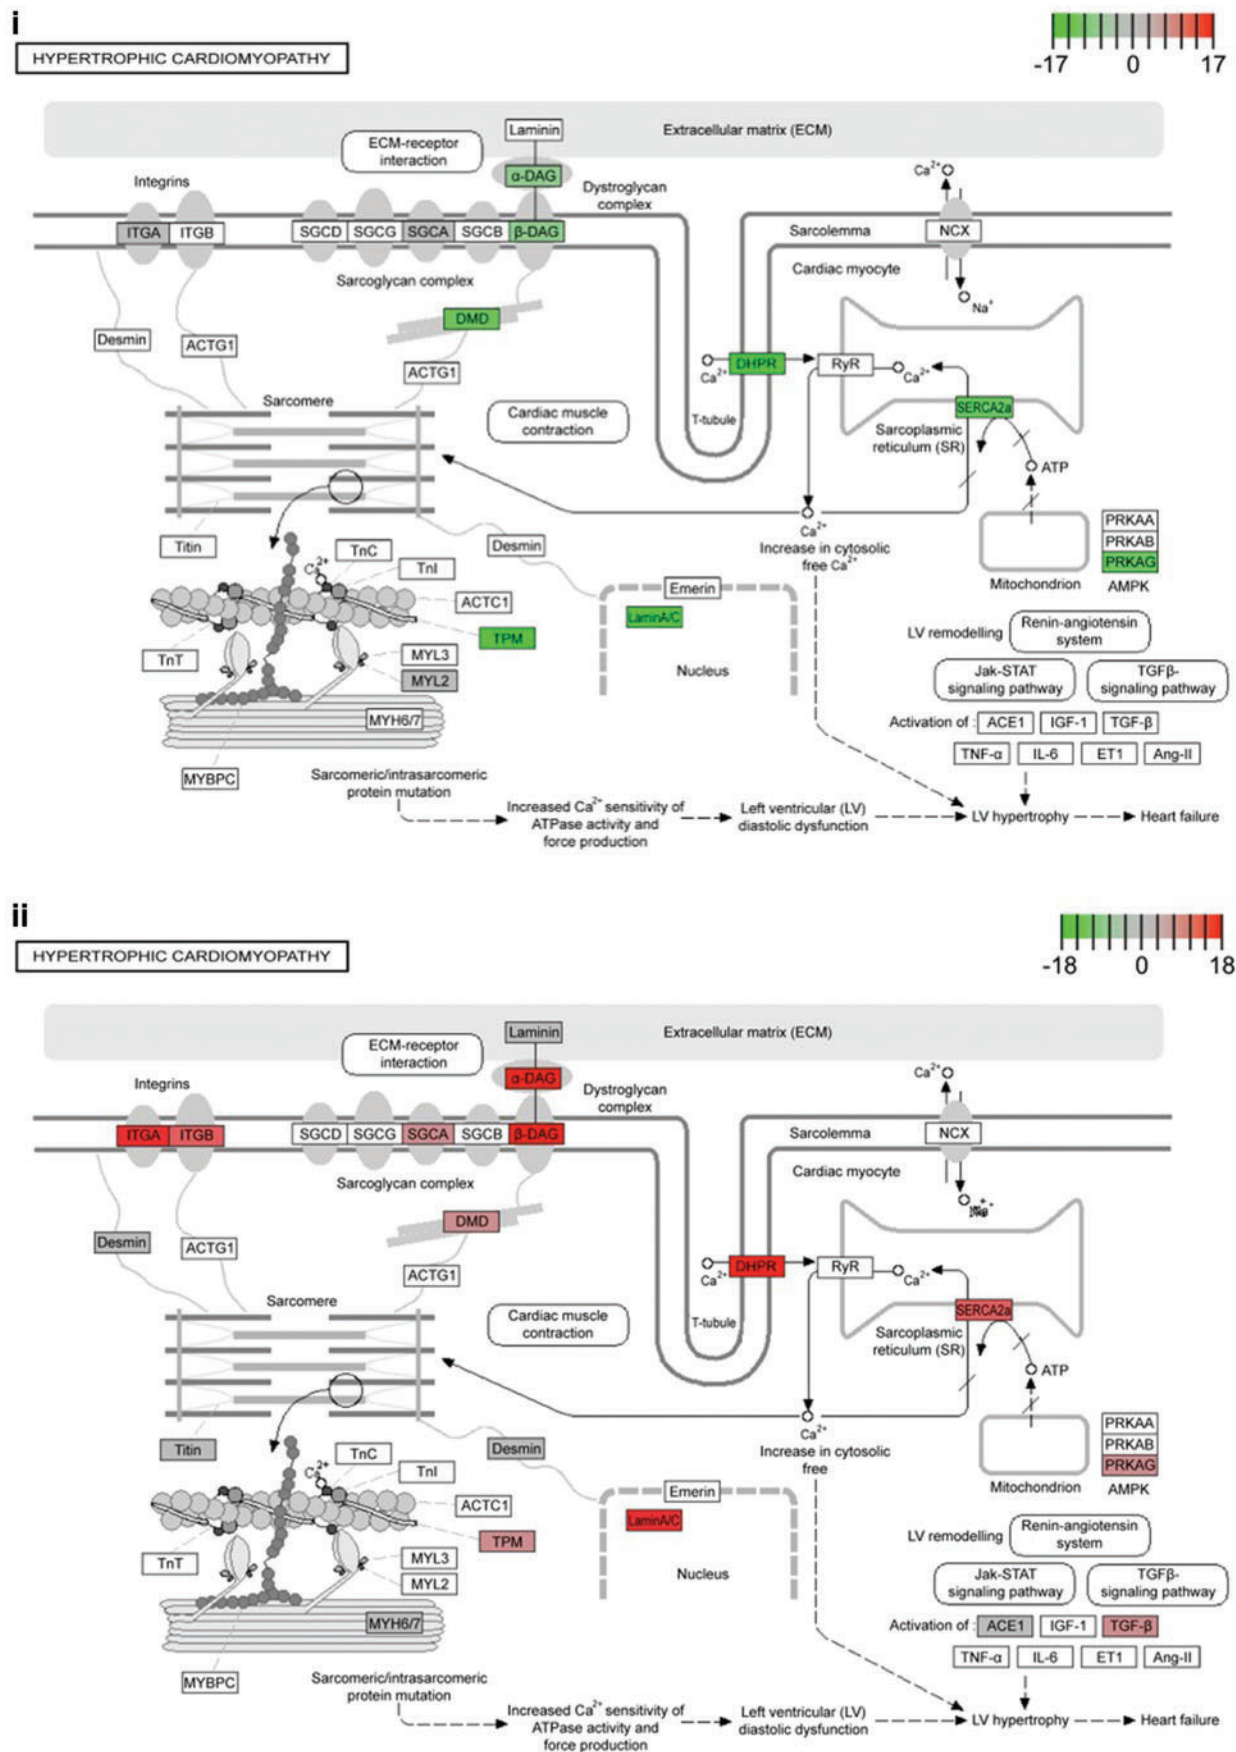 i
HYPERTROPHIC CARDIOMYOPATHY
-17 0 17
Laminin
Extracellular matrix (ECM)
ECM-receptor
interaction
α-DAG
Ca2+
Integrins
Dystroglycan
complex
ITGA ITGB
SGCD SGCG SGCA SGCB β-DAG
Sarcolemma
NCX
Sarcoglycan complex
Cardiac myocyte
Na+
DMD
Desmin
ACTG1
ACTG1
Ca2+
DHPR
RyR
Ca2+
Sarcomere
SERCA2a
Cardiac muscle
contraction
T-tubule
Sarcoplasmic
reticulum (SR)
ATP
Titin
TnC
Ca2+
TnI
Desmin
Ca2+
Increase in cytosolic
free Ca2+
Mitochondrion
PRKAA
PRKAB
PRKAG
AMPK
Emerin
LaminA/C
Nucleus
ACTC1
TPM
TnT
MYL3
MYL2
MYH6/7
MYBPC
LV remodelling
Renin-angiotensin
system
Jak-STAT
signaling pathway
TGFβ-
signaling pathway
Activation of : ACE1 IGF-1 TGF-β
TNF-α IL-6 ET1 Ang-II
Sarcomeric/intrasarcomeric
protein mutation
Increased Ca2+ sensitivity of
ATPase activity and
force production
Left ventricular (LV)
diastolic dysfunction
LV hypertrophy
Heart failure
ii
HYPERTROPHIC CARDIOMYOPATHY
-18 0 18
Laminin
Extracellular matrix (ECM)
ECM-receptor
interaction
α-DAG
Ca2+
Integrins
Dystroglycan
complex
ITGA ITGB
SGCD SGCG SGCA SGCB β-DAG
Sarcolemma
NCX
Sarcoglycan complex
Cardiac myocyte
DMD
Desmin
ACTG1
ACTG1
Ca2+
DHPR
RyR
Ca2+
Sarcomere
SERCA2a
Cardiac muscle
contraction
T-tubule
Sarcoplasmic
reticulum (SR)
ATP
Titin
TnC
Ca2+
TnI
Desmin
Ca2+
Increase in cytosolic
free
Mitochondrion
PRKAA
PRKAB
PRKAG
AMPK
Emerin
LaminA/C
Nucleus
ACTC1
TPM
TnT
MYL3
MYL2
MYH6/7
MYBPC
LV remodelling
Renin-angiotensin
system
Jak-STAT
signaling pathway
TGFβ-
signaling pathway
Activation of : ACE1 IGF-1 TGF-β
TNF-α IL-6 ET1 Ang-II
Sarcomeric/intrasarcomeric
protein mutation
Increased Ca2+ sensitivity of
ATPase activity and
force production
Left ventricular (LV)
diastolic dysfunction
LV hypertrophy
Heart failure